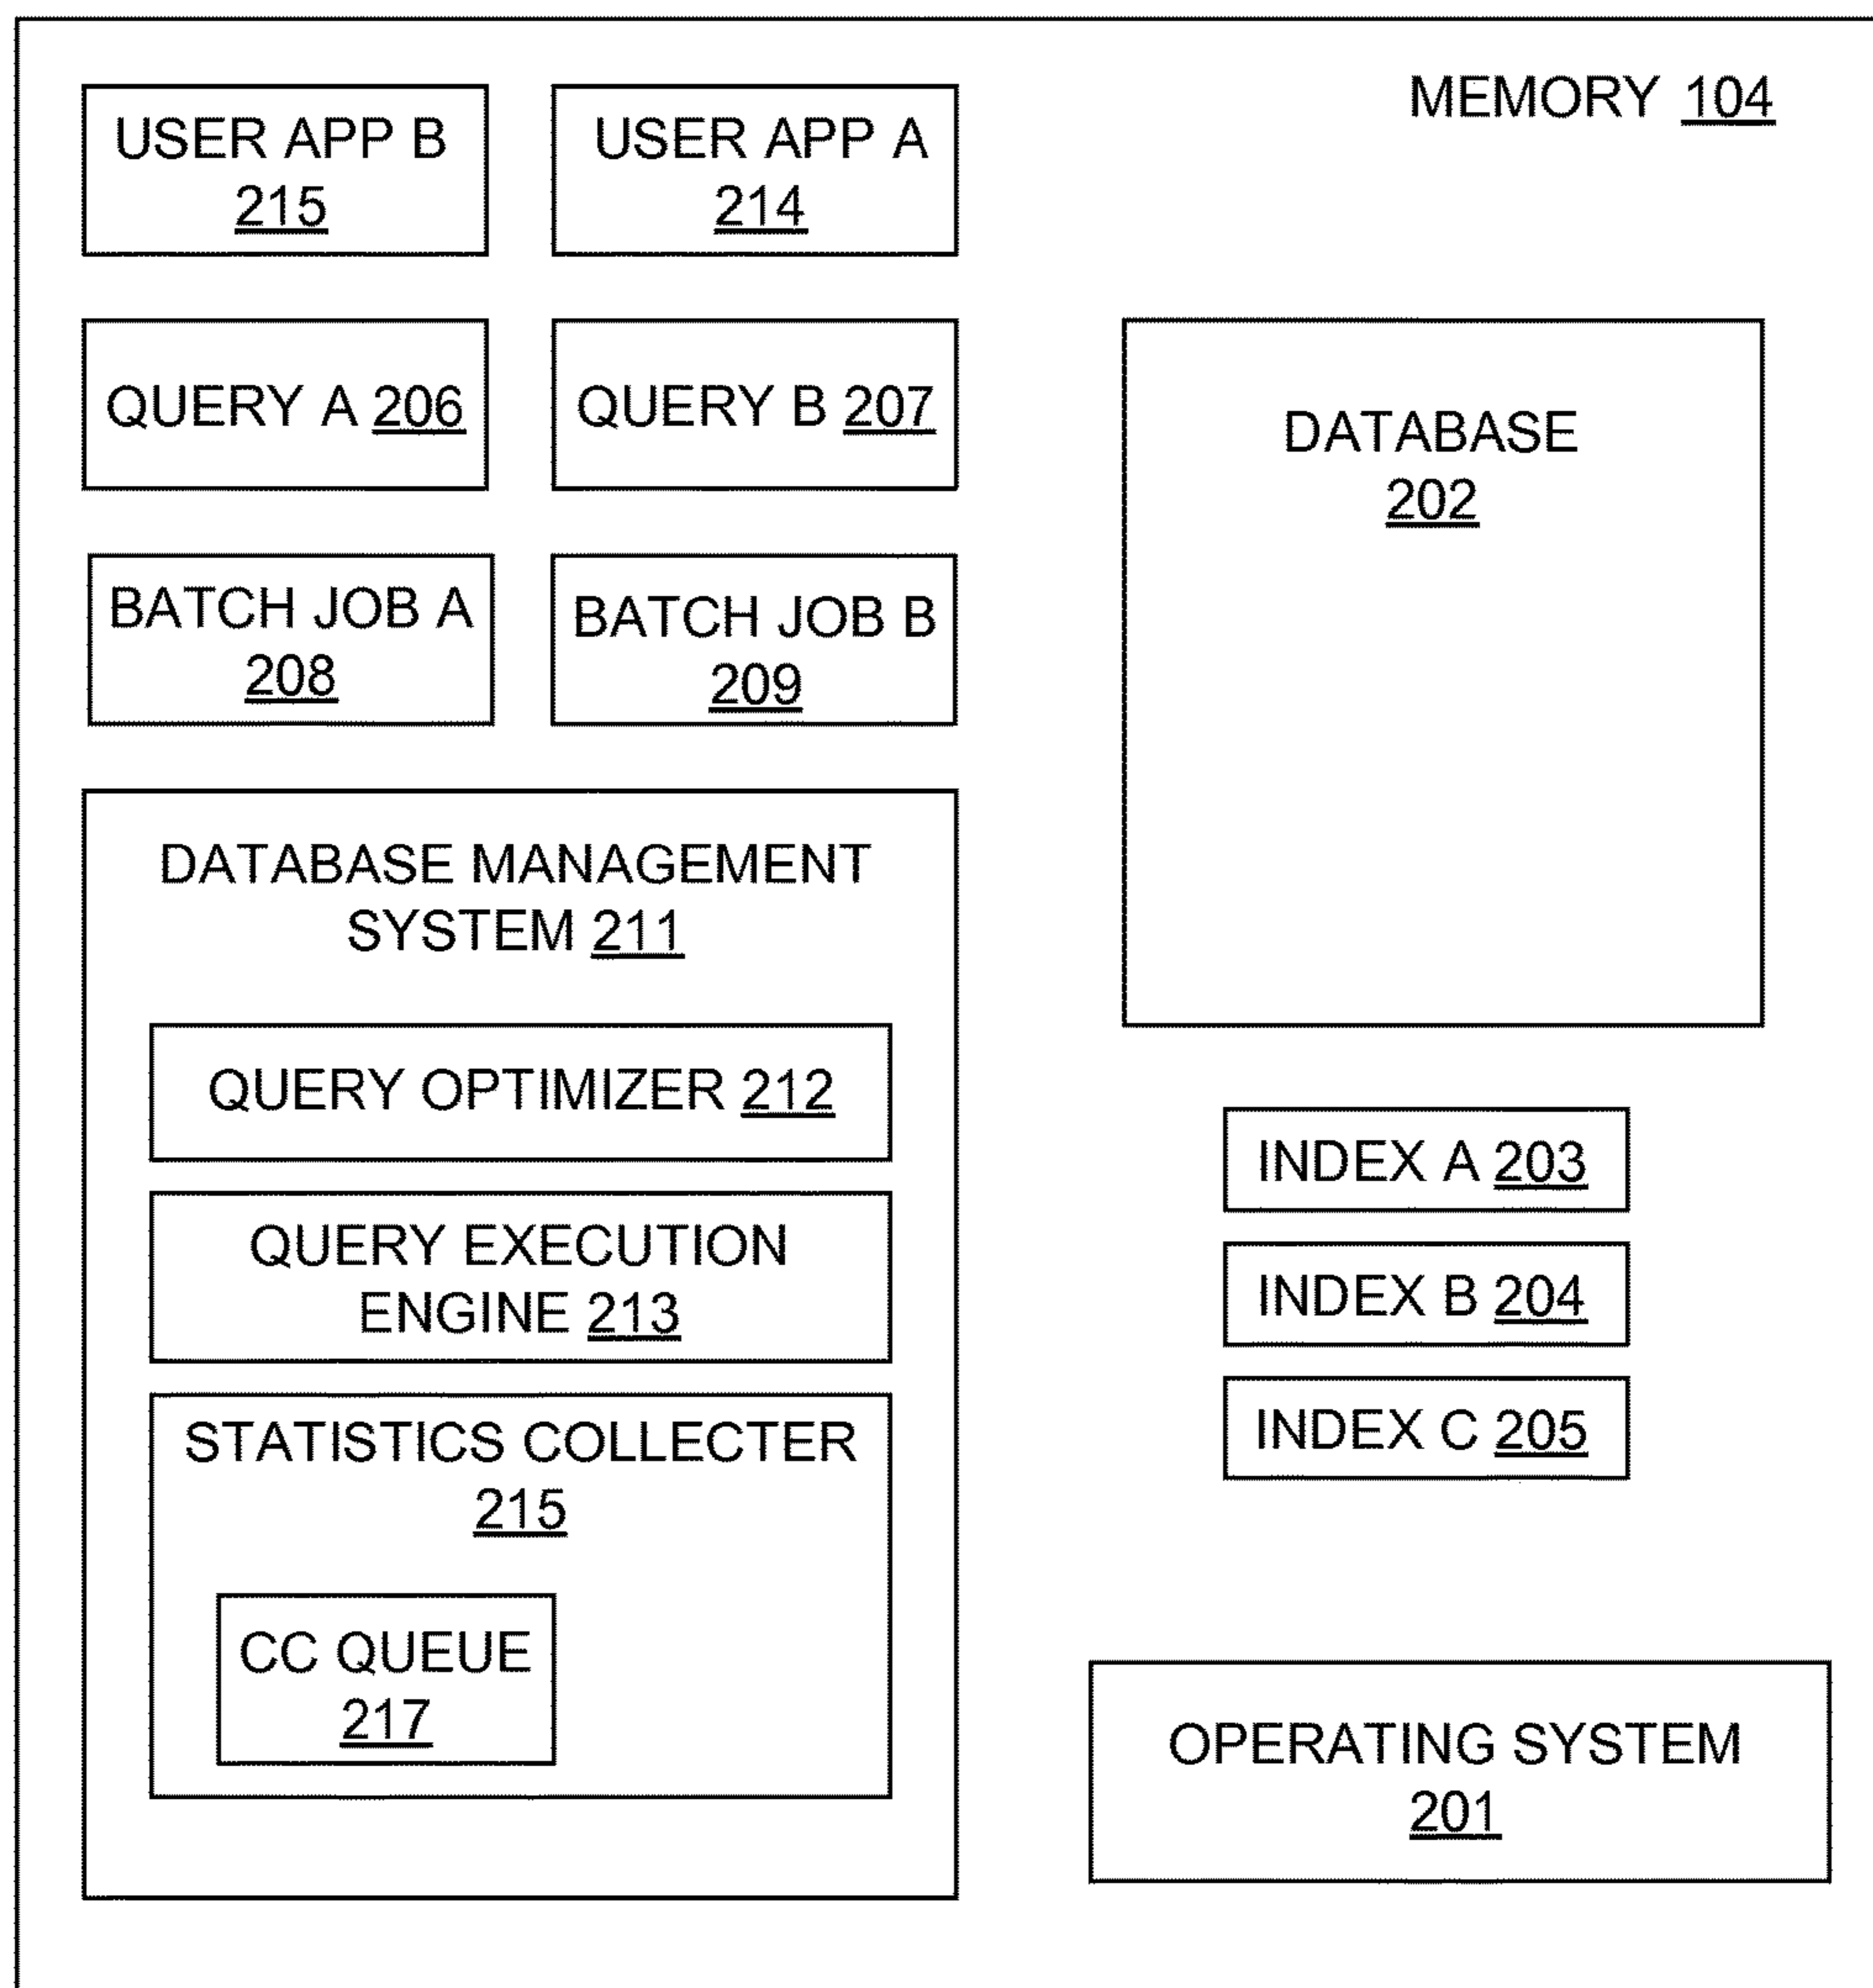 MEMORY 104
USER APP B
215
USER APP A
214
QUERY A 206
QUERY B 207
BATCH JOB A
208
BATCH JOB B
209
DATABASE MANAGEMENT
SYSTEM 211
QUERY OPTIMIZER 212
QUERY EXECUTION
ENGINE 213
STATISTICS COLLECTER
215
CC QUEUE
217
DATABASE
202
INDEX A 203
INDEX B 204
INDEX C 205
OPERATING SYSTEM
201